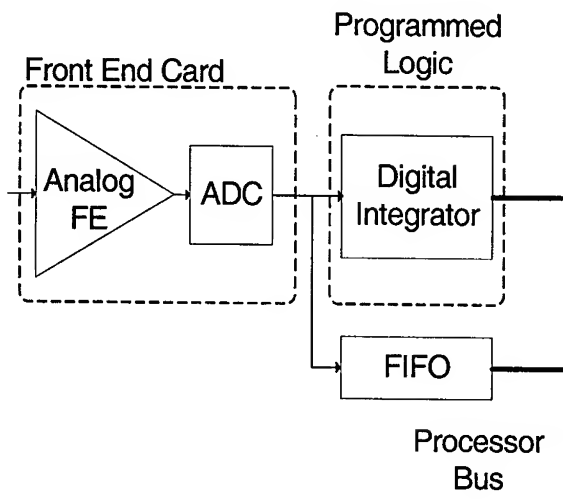 Programmed
Logic
Front End Card
Analog
FE
ADC
Digital
Integrator
FIFO
Processor
Bus